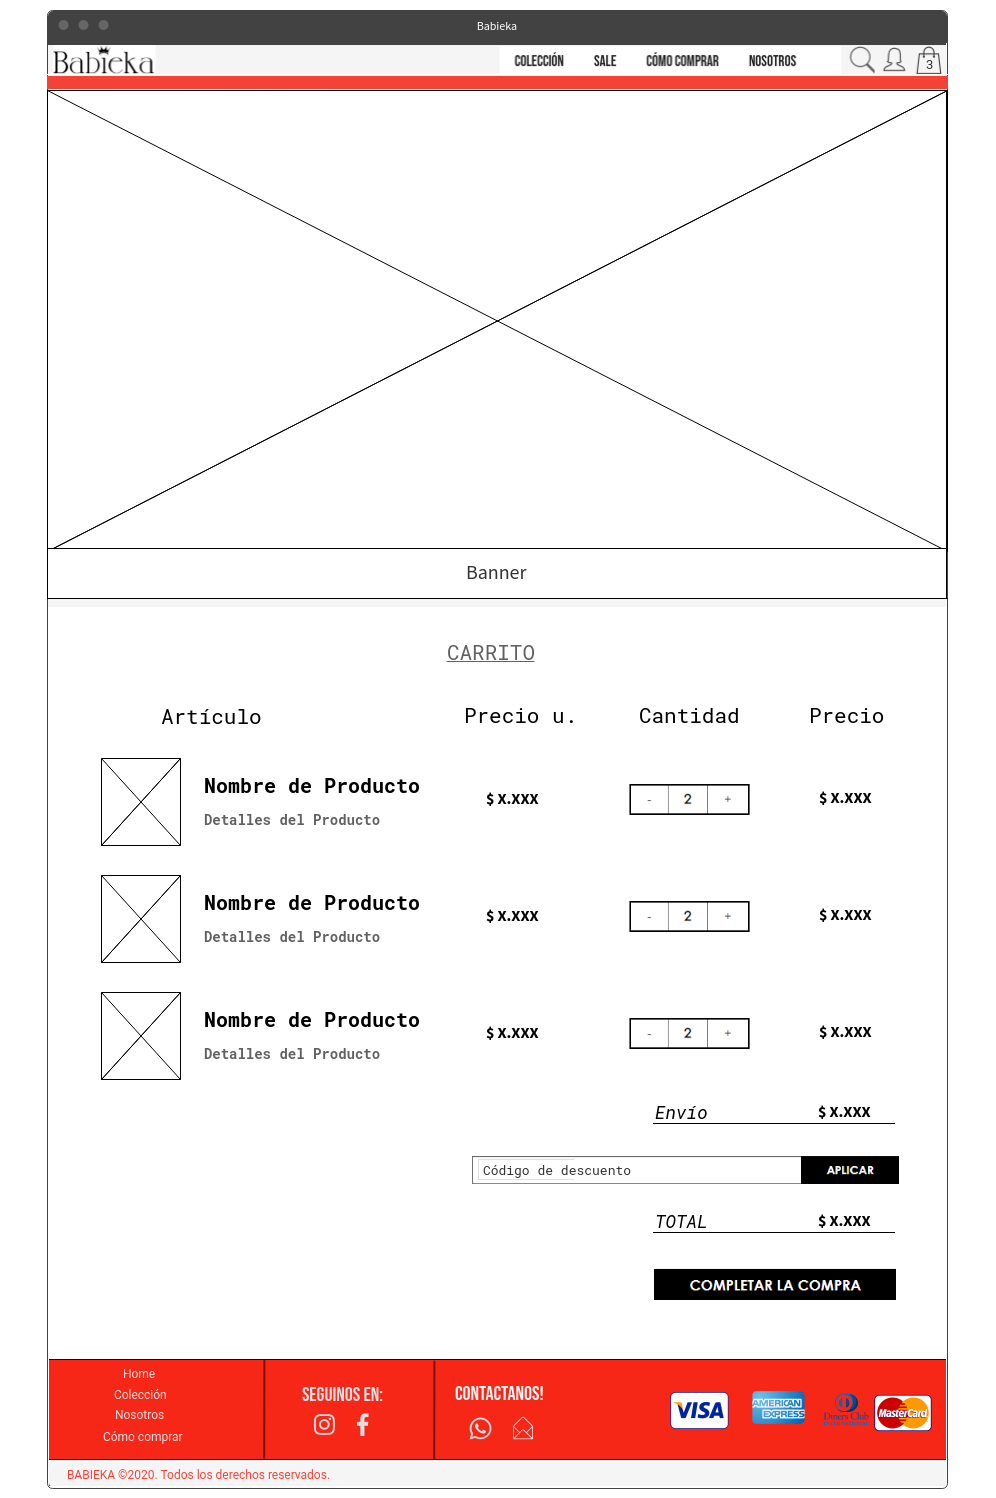 Babieka
Babieka
COLECCIÓN SALE CÓMO COMPRAR NOSOTROS 3
Banner
CARRITO
Artículo Precio u. Cantidad Precio
Nombre de Producto
Detalles del Producto
$ X.XXX - 2 + $ X.XXX
Nombre de Producto
Detalles del Producto
$ X.XXX - 2 + $ X.XXX
Nombre de Producto
Detalles del Producto
$ X.XXX - 2 + $ X.XXX
Envío $ X.XXX
Código de descuento APLICAR
TOTAL $ X.XXX
COMPLETAR LA COMPRA
Home
Colección
Nosotros
Cómo comprar
SEGUINOS EN:
CONTACTANOS!
VISA
AMERICAN
EXPRESS
Diners Club
MasterCard
BABIEKA ©2020. Todos los derechos reservados.